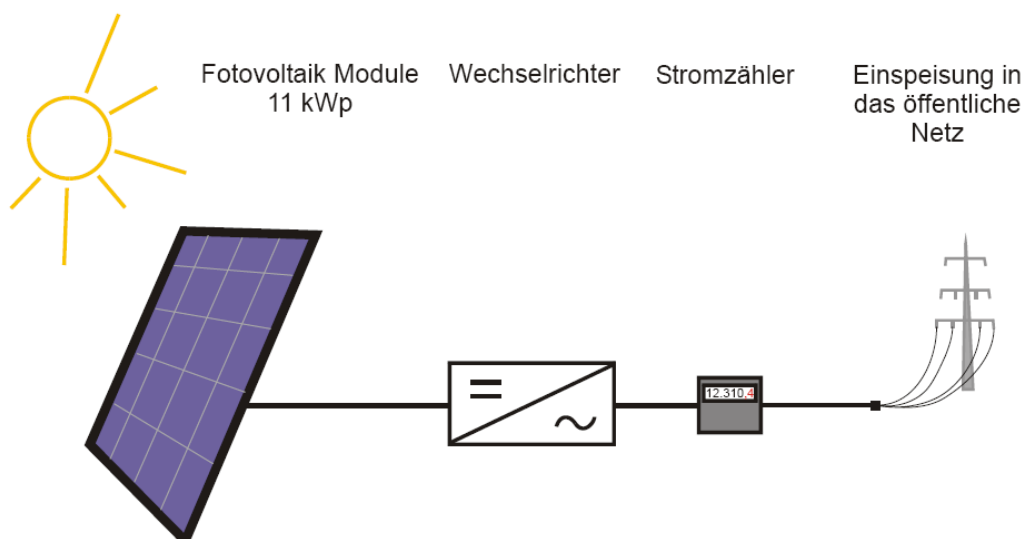 Fotovoltaik Module
11 kWp
Wechselrichter
Stromzähler
Einspeisung in
das öffentliche
Netz
12.310,4